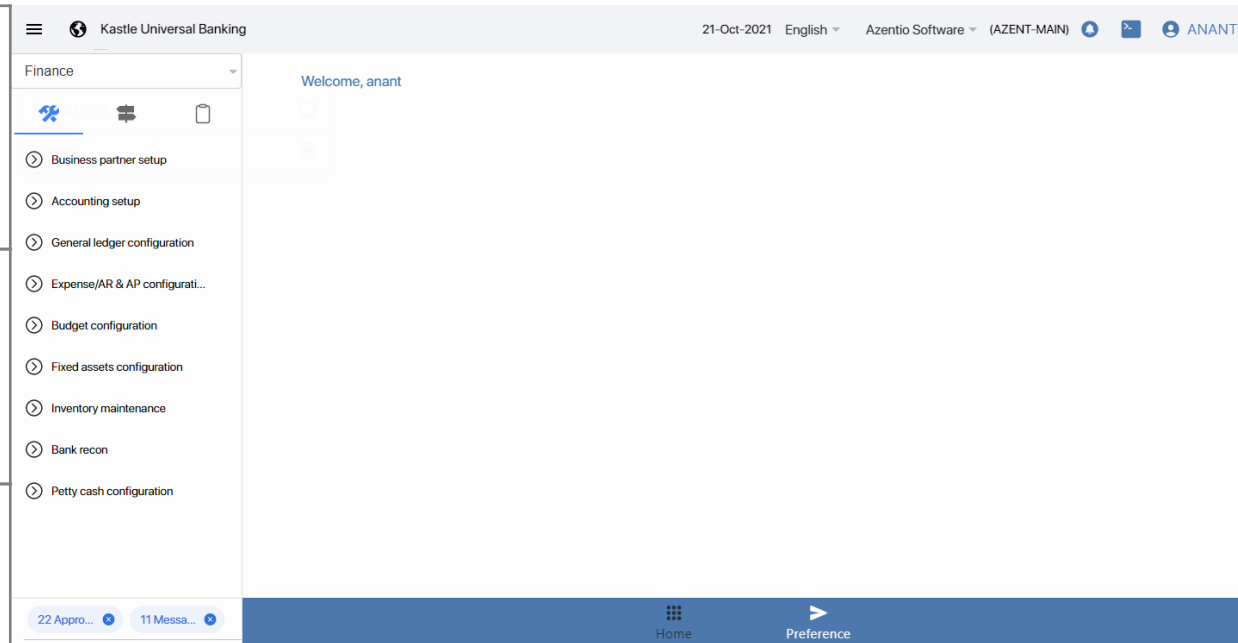 Kastle Universal Banking
21-Oct-2021 English Azentio Software (AZENT-MAIN) ANANT
Finance
Welcome, anant
Business partner setup
Accounting setup
General ledger configuration
Expense/AR & AP configurati...
Budget configuration
Fixed assets configuration
Inventory maintenance
Bank recon
Petty cash configuration
22 Appro... 11 Messa...
Home Preference